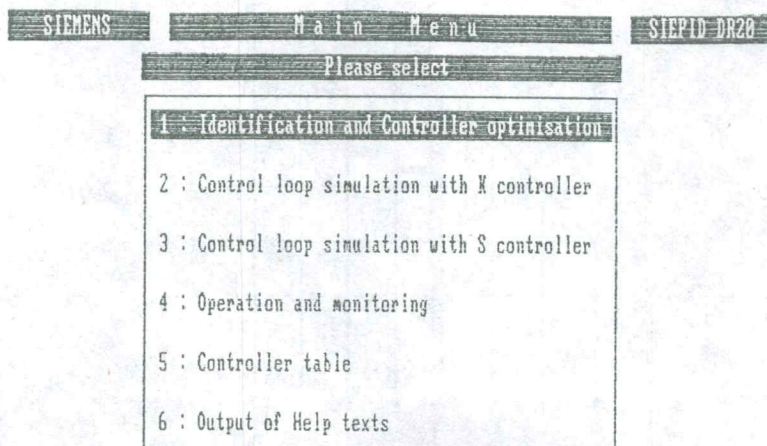 SIEMENS
Main Menu
SIEPID DR20
Please select
1 : Identification and Controller optimisation
2 : Control loop simulation with K controller
3 : Control loop simulation with S controller
4 : Operation and monitoring
5 : Controller table
6 : Output of Help texts